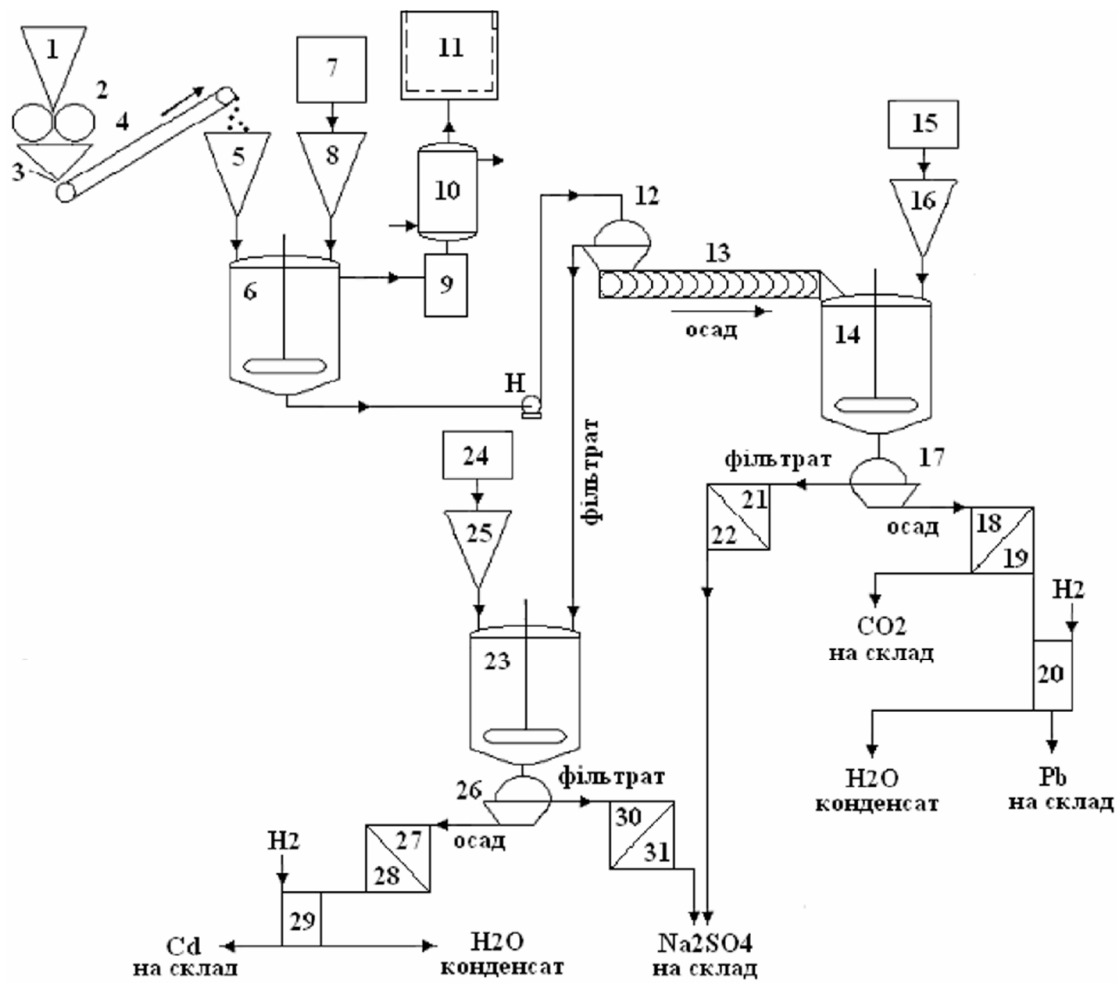 1
2
3
4
5
6
7
8
9
10
11
12
13
осад
14
15
16
H
фільтрат
17
фільтрат
осад
18
19
21
22
24
25
CO2
на склад
H2
20
23
H2O
конденсат
Pb
на склад
26
фільтрат
осад
27
28
30
31
H2
29
Cd
на склад
H2O
конденсат
Na2SO4
на склад